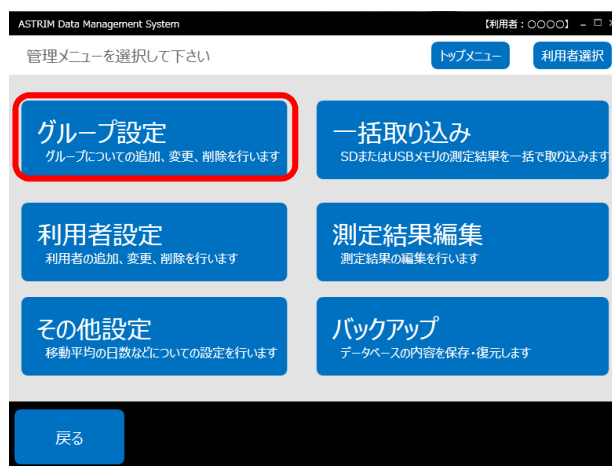 ASTRIM Data Management System
【利用者：○○○○】
管理メニューを選択して下さい
トップメニュー
利用者選択
グループ設定
グループについての追加、変更、削除を行います
一括取り込み
SDまたはUSBメモリの測定結果を一括で取り込みます
利用者設定
利用者の追加、変更、削除を行います
測定結果編集
測定結果の編集を行います
その他設定
移動平均の日数などについての設定を行います
バックアップ
データベースの内容を保存・復元します
戻る